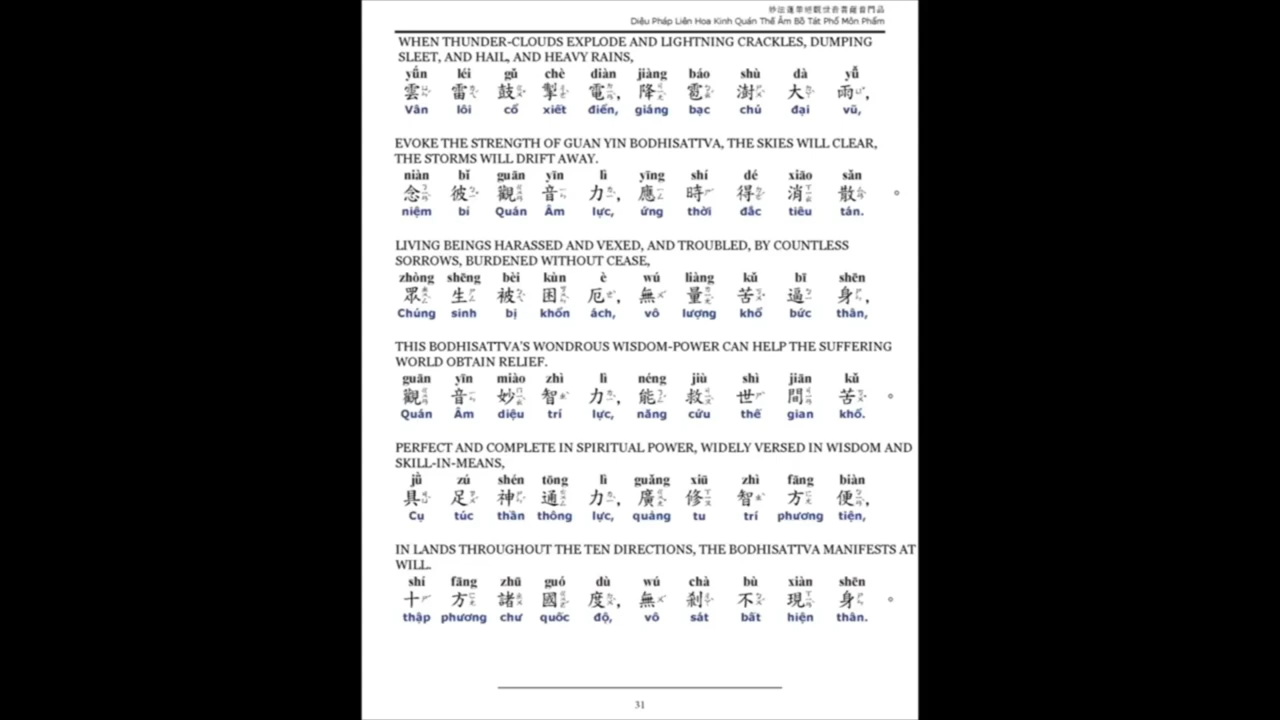 妙法蓮華經觀世音菩薩普門品
Diệu Pháp Liên Hoa Kinh Quán Thế Âm Bồ Tát Phổ Môn Phẩm
WHEN THUNDER-CLOUDS EXPLODE AND LIGHTNING CRACKLES, DUMPING
SLEET, AND HAIL, AND HEAVY RAINS,
yǘn léi gǔ chè diàn jiàng báo shù dà yǚ
雲雷鼓掣電，降雹澍大雨，
Vân lôi cổ xiết điển, giáng bạc chú đại vũ,
EVOKE THE STRENGTH OF GUAN YIN BODHISATTVA, THE SKIES WILL CLEAR,
THE STORMS WILL DRIFT AWAY.
niàn bǐ guān yīn lì yīng shí dé xiāo sǎn
念彼觀音力，應時得消散。
niệm bỉ Quán Âm lực, ứng thời đắc tiêu tán.
LIVING BEINGS HARASSED AND VEXED, AND TROUBLED, BY COUNTLESS
SORROWS, BURDENED WITHOUT CEASE,
zhòng shēng bèi kùn è wú liàng kǔ bī shēn
眾生被困厄，無量苦逼身，
Chúng sinh bị khổn ách, vô lượng khổ bức thân,
THIS BODHISATTVA'S WONDROUS WISDOM-POWER CAN HELP THE SUFFERING
WORLD OBTAIN RELIEF.
guān yīn miào zhì lì néng jiù shì jiān kǔ
觀音妙智力，能救世間苦。
Quán Âm diệu trí lực, năng cứu thế gian khổ.
PERFECT AND COMPLETE IN SPIRITUAL POWER, WIDELY VERSED IN WISDOM AND
SKILL-IN-MEANS,
jǜ zú shén tōng lì guǎng xiū zhì fāng biàn
具足神通力，廣修智方便，
Cụ túc thần thông lực, quảng tu trí phương tiện,
IN LANDS THROUGHOUT THE TEN DIRECTIONS, THE BODHISATTVA MANIFESTS AT
WILL.
shí fāng zhū guó dù wú chà bù xiàn shēn
十方諸國度，無剎不現身。
thập phương chư quốc độ, vô sát bất hiện thân.
31